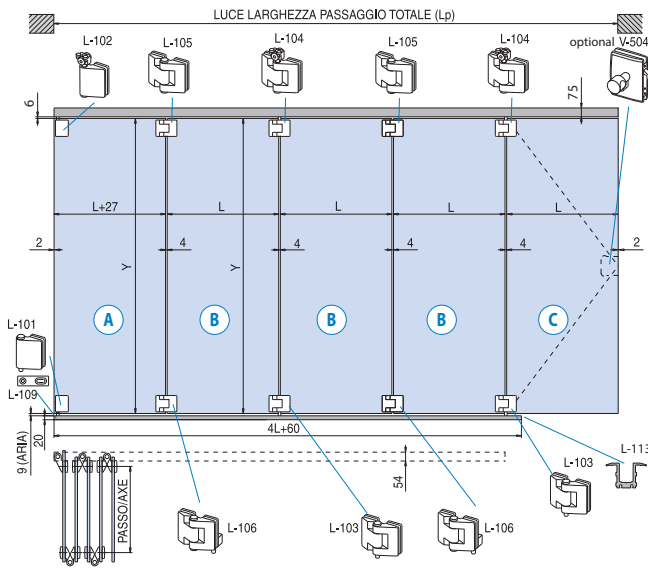 LUCE LARGHEZZA PASSAGGIO TOTALE (Lp)
L-102
L-105
L-104
L-105
L-104
optional V-504
6
75
L+27
L
L
L
L
2
4
4
4
4
2
Y
Y
A
B
B
B
C
L-101
L-109
9 (ARIA)
20
4L+60
54
PASSO/AXE
L-113
L-103
L-106
L-103
L-106